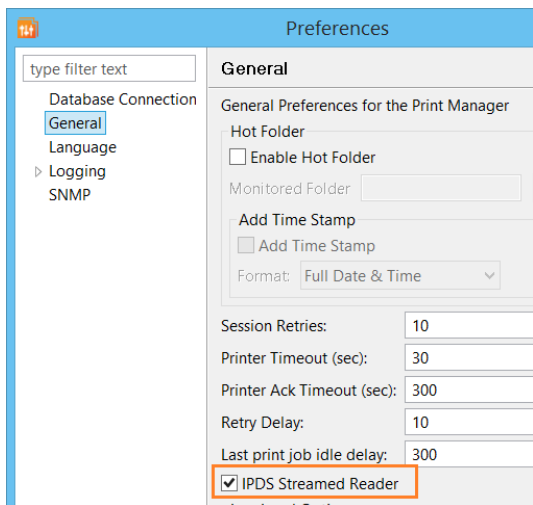 Preferences
type filter text
Database Connection
General
Language
Logging
SNMP
General
General Preferences for the Print Manager
Hot Folder
Enable Hot Folder
Monitored Folder
Add Time Stamp
Add Time Stamp
Format: Full Date & Time
Session Retries: 10
Printer Timeout (sec): 30
Printer Ack Timeout (sec): 300
Retry Delay: 10
Last print job idle delay: 300
IPDS Streamed Reader